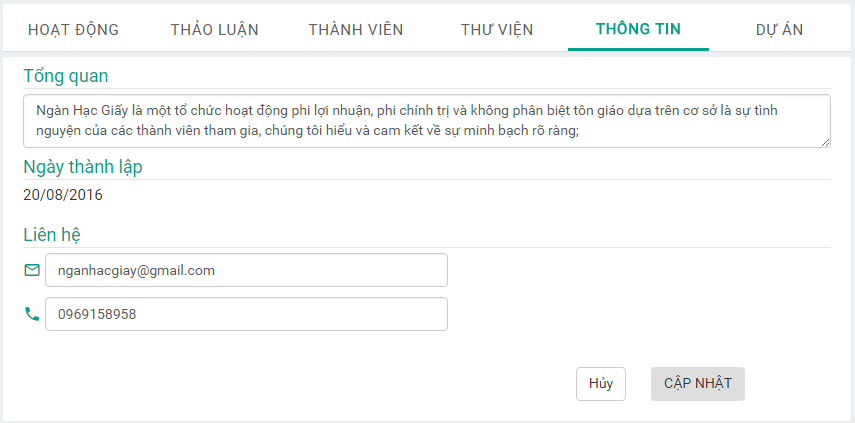 HOẠT ĐỘNG THẢO LUẬN THÀNH VIÊN THƯ VIỆN THÔNG TIN DỰ ÁN
Tổng quan
Ngàn Hạc Giấy là một tổ chức hoạt động phi lợi nhuận, phi chính trị và không phân biệt tôn giáo dựa trên cơ sở là sự tình
nguyện của các thành viên tham gia, chúng tôi hiểu và cam kết về sự minh bạch rõ ràng;
Ngày thành lập
20/08/2016
Liên hệ
nganhacgiay@gmail.com
0969158958
Hủy CẬP NHẬT